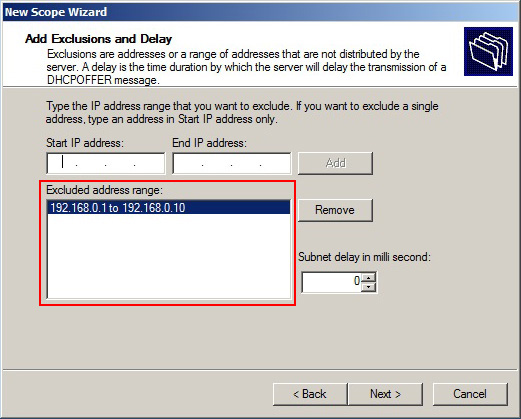 New Scope Wizard
Add Exclusions and Delay
Exclusions are addresses or a range of addresses that are not distributed by the
server. A delay is the time duration by which the server will delay the transmission of a
DHCPOFFER message.
Type the IP address range that you want to exclude. If you want to exclude a single
address, type an address in Start IP address only.
Start IP address: End IP address:
. . . . . . Add
Excluded address range:
192.168.0.1 to 192.168.0.10 Remove
Subnet delay in milli second:
0
< Back Next > Cancel